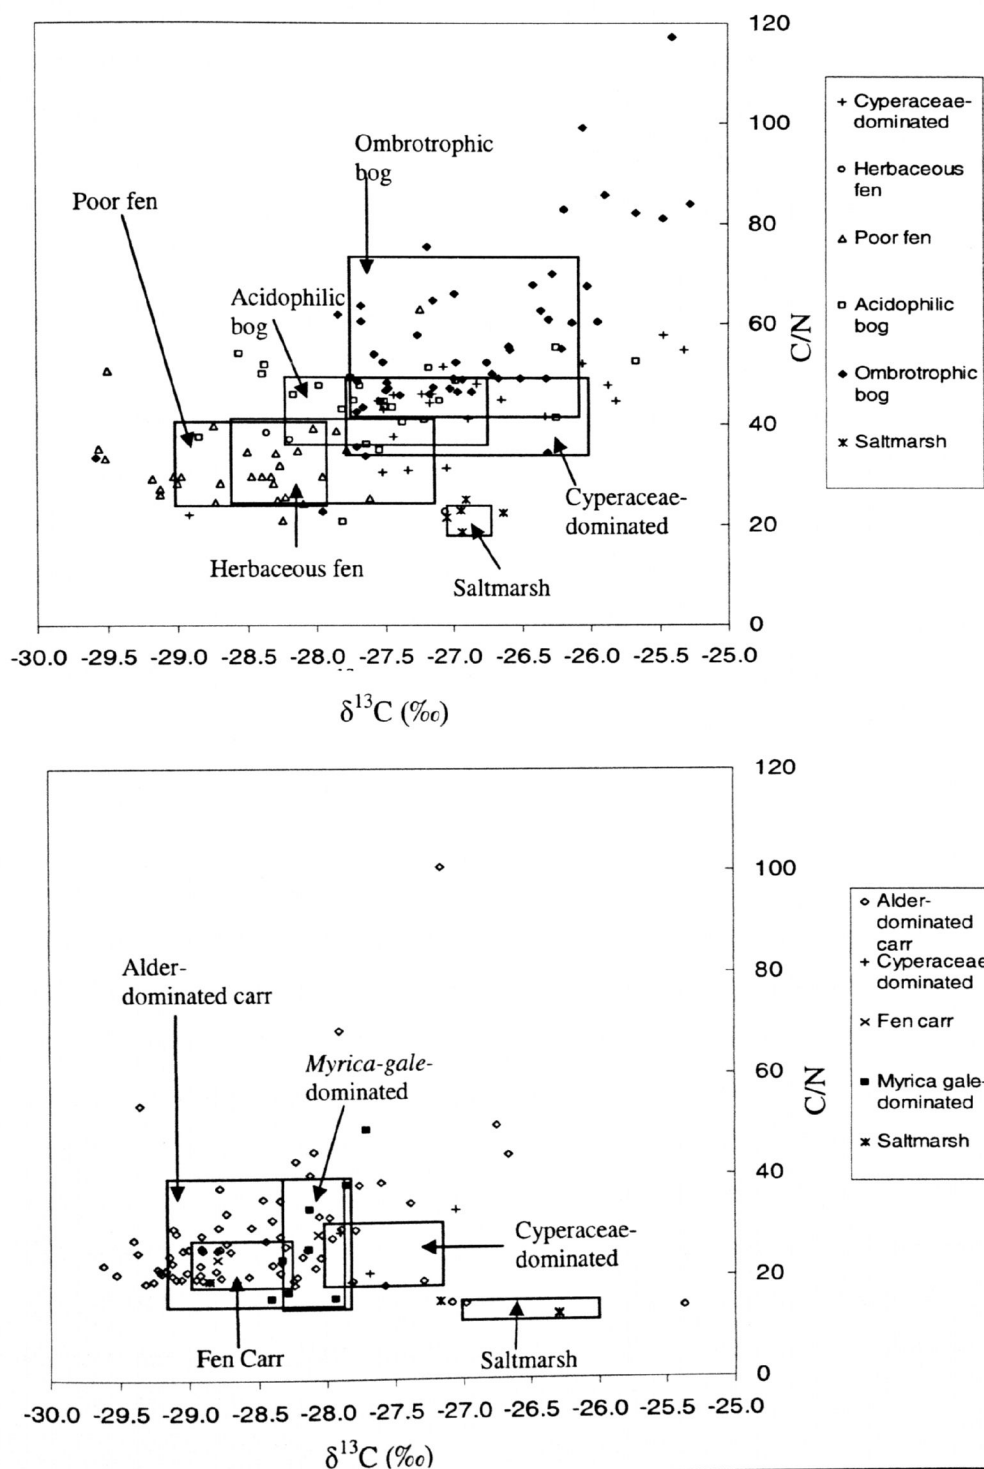 120
100
80
60
40
20
0
C/N
Ombrotrophic
bog
Poor fen
Acidophilic
bog
Cyperaceae-
dominated
Herbaceous fen
Saltmarsh
-30.0 -29.5 -29.0 -28.5 -28.0 -27.5 -27.0 -26.5 -26.0 -25.5 -25.0
δ¹³C (‰)
Cyperaceae-
dominated
Herbaceous
fen
Poor fen
Acidophilic
bog
Ombrotrophic
bog
Saltmarsh
120
100
80
60
40
20
0
C/N
Alder-
dominated carr
Myrica-gale-
dominated
Cyperaceae-
dominated
Fen Carr
Saltmarsh
-30.0 -29.5 -29.0 -28.5 -28.0 -27.5 -27.0 -26.5 -26.0 -25.5 -25.0
δ¹³C (‰)
Alder-
dominated
carr
Cyperaceae
dominated
Fen carr
Myrica gale-
dominated
Saltmarsh